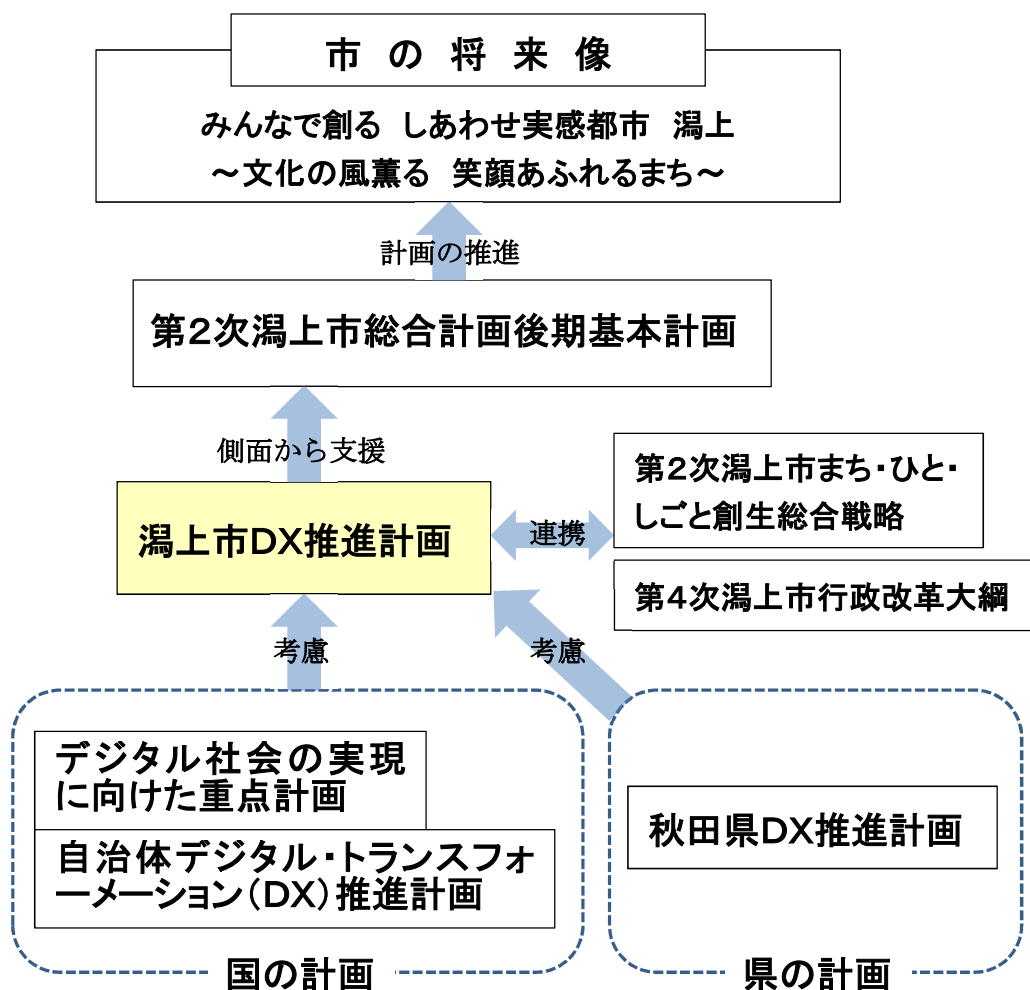 市の将来像
みんなで創る しあわせ実感都市 潟上
～文化の風薫る 笑顔あふれるまち～
計画の推進
第2次潟上市総合計画後期基本計画
側面から支援
潟上市DX推進計画
連携
第2次潟上市まち・ひと・
しごと創生総合戦略
第4次潟上市行政改革大綱
考慮
考慮
デジタル社会の実現
に向けた重点計画
自治体デジタル・トランスフォ
ーメーション(DX)推進計画
国の計画
秋田県DX推進計画
県の計画